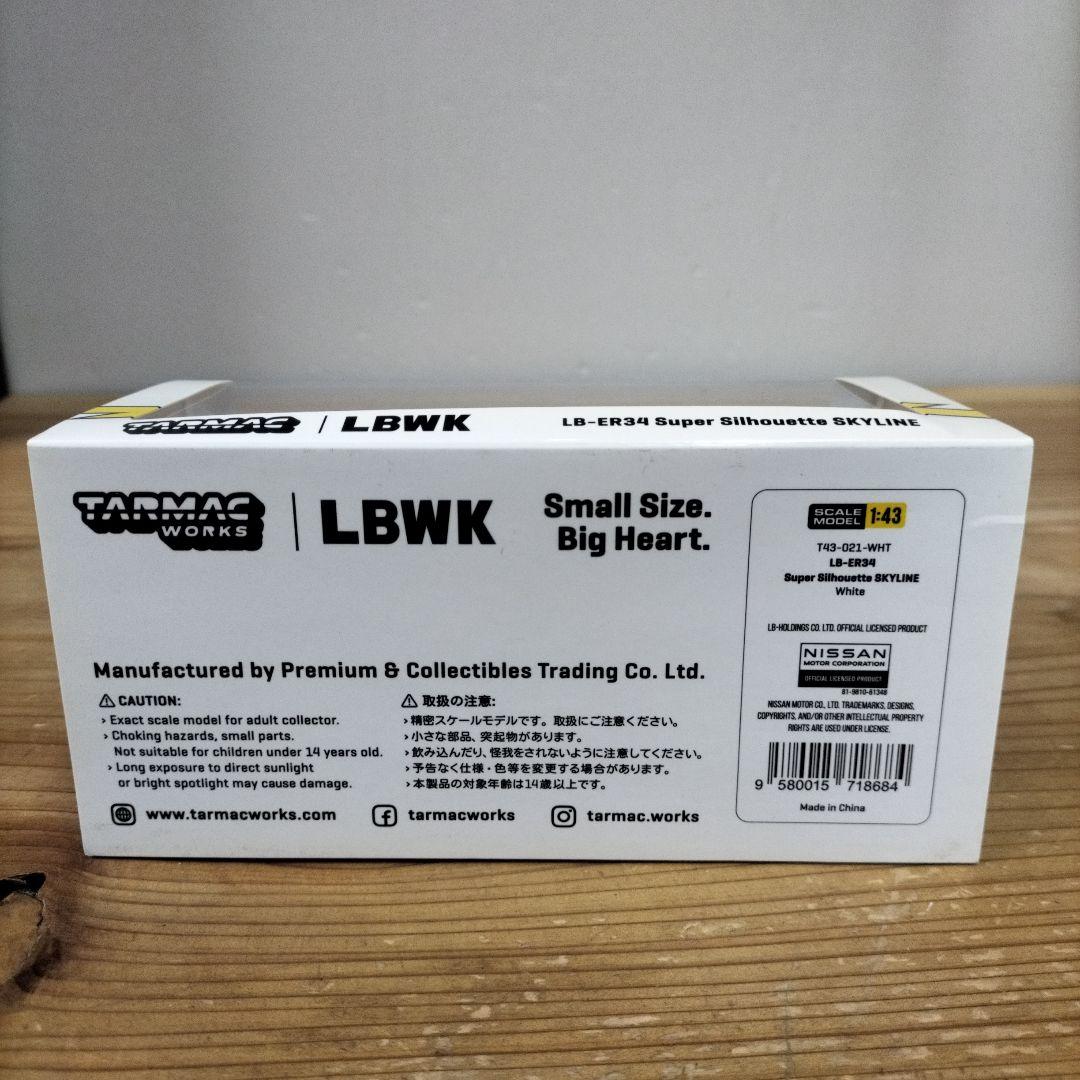 TARMAC | LBWK LB-ER34 Super Silhouette SKYLINE
TARMAC WORKS | LBWK
Small Size.
Big Heart.
Manufactured by Premium & Collectibles Trading Co. Ltd.
⚠ CAUTION:
› Exact scale model for adult collector.
› Choking hazards, small parts.
Not suitable for children under 14 years old.
› Long exposure to direct sunlight
or bright spotlight may cause damage.
⚠ 取扱の注意:
›精密スケールモデルです。取扱にご注意ください。
›小さな部品、突起物があります。
›飲み込んだり、怪我をされないように注意してください。
›予告なく仕様・色等を変更する場合があります。
›本製品の対象年齢は14歳以上です。
www.tarmacworks.com
tarmacworks
tarmac.works
SCALE MODEL 1:43
T43-021-WHT
LB-ER34
Super Silhouette SKYLINE
White
LB-HOLDINGS CO. LTD. OFFICIAL LICENSED PRODUCT
NISSAN
MOTOR CORPORATION
OFFICIAL LICENSED PRODUCT
81-9810-61348
NISSAN MOTOR CO., LTD. TRADEMARKS, DESIGNS,
COPYRIGHTS, AND/OR OTHER INTELLECTUAL PROPERTY
RIGHTS ARE USED UNDER LICENSE.
9 580015 718684
Made in China